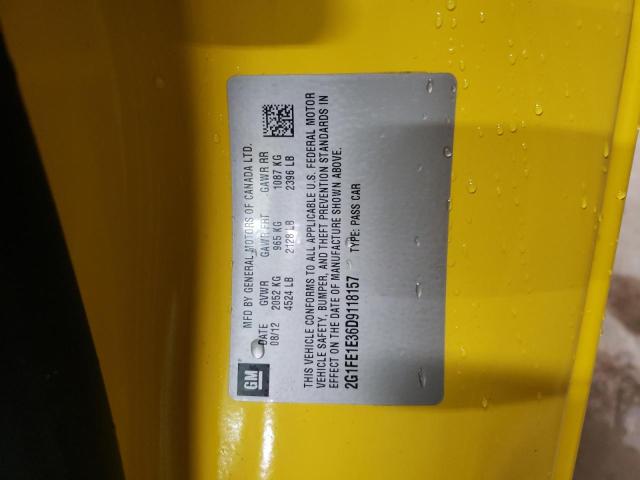 MFD BY GENERAL MOTORS OF CANADA LTD.
DATE GVWR GAWR FRT GAWR RR
08/12 2052 KG 965 KG 1087 KG
4524 LB 2128 LB 2396 LB
GM
THIS VEHICLE CONFORMS TO ALL APPLICABLE U.S. FEDERAL MOTOR
VEHICLE SAFETY, BUMPER, AND THEFT PREVENTION STANDARDS IN
EFFECT ON THE DATE OF MANUFACTURE SHOWN ABOVE.
2G1FE1E36D9118157 TYPE: PASS CAR